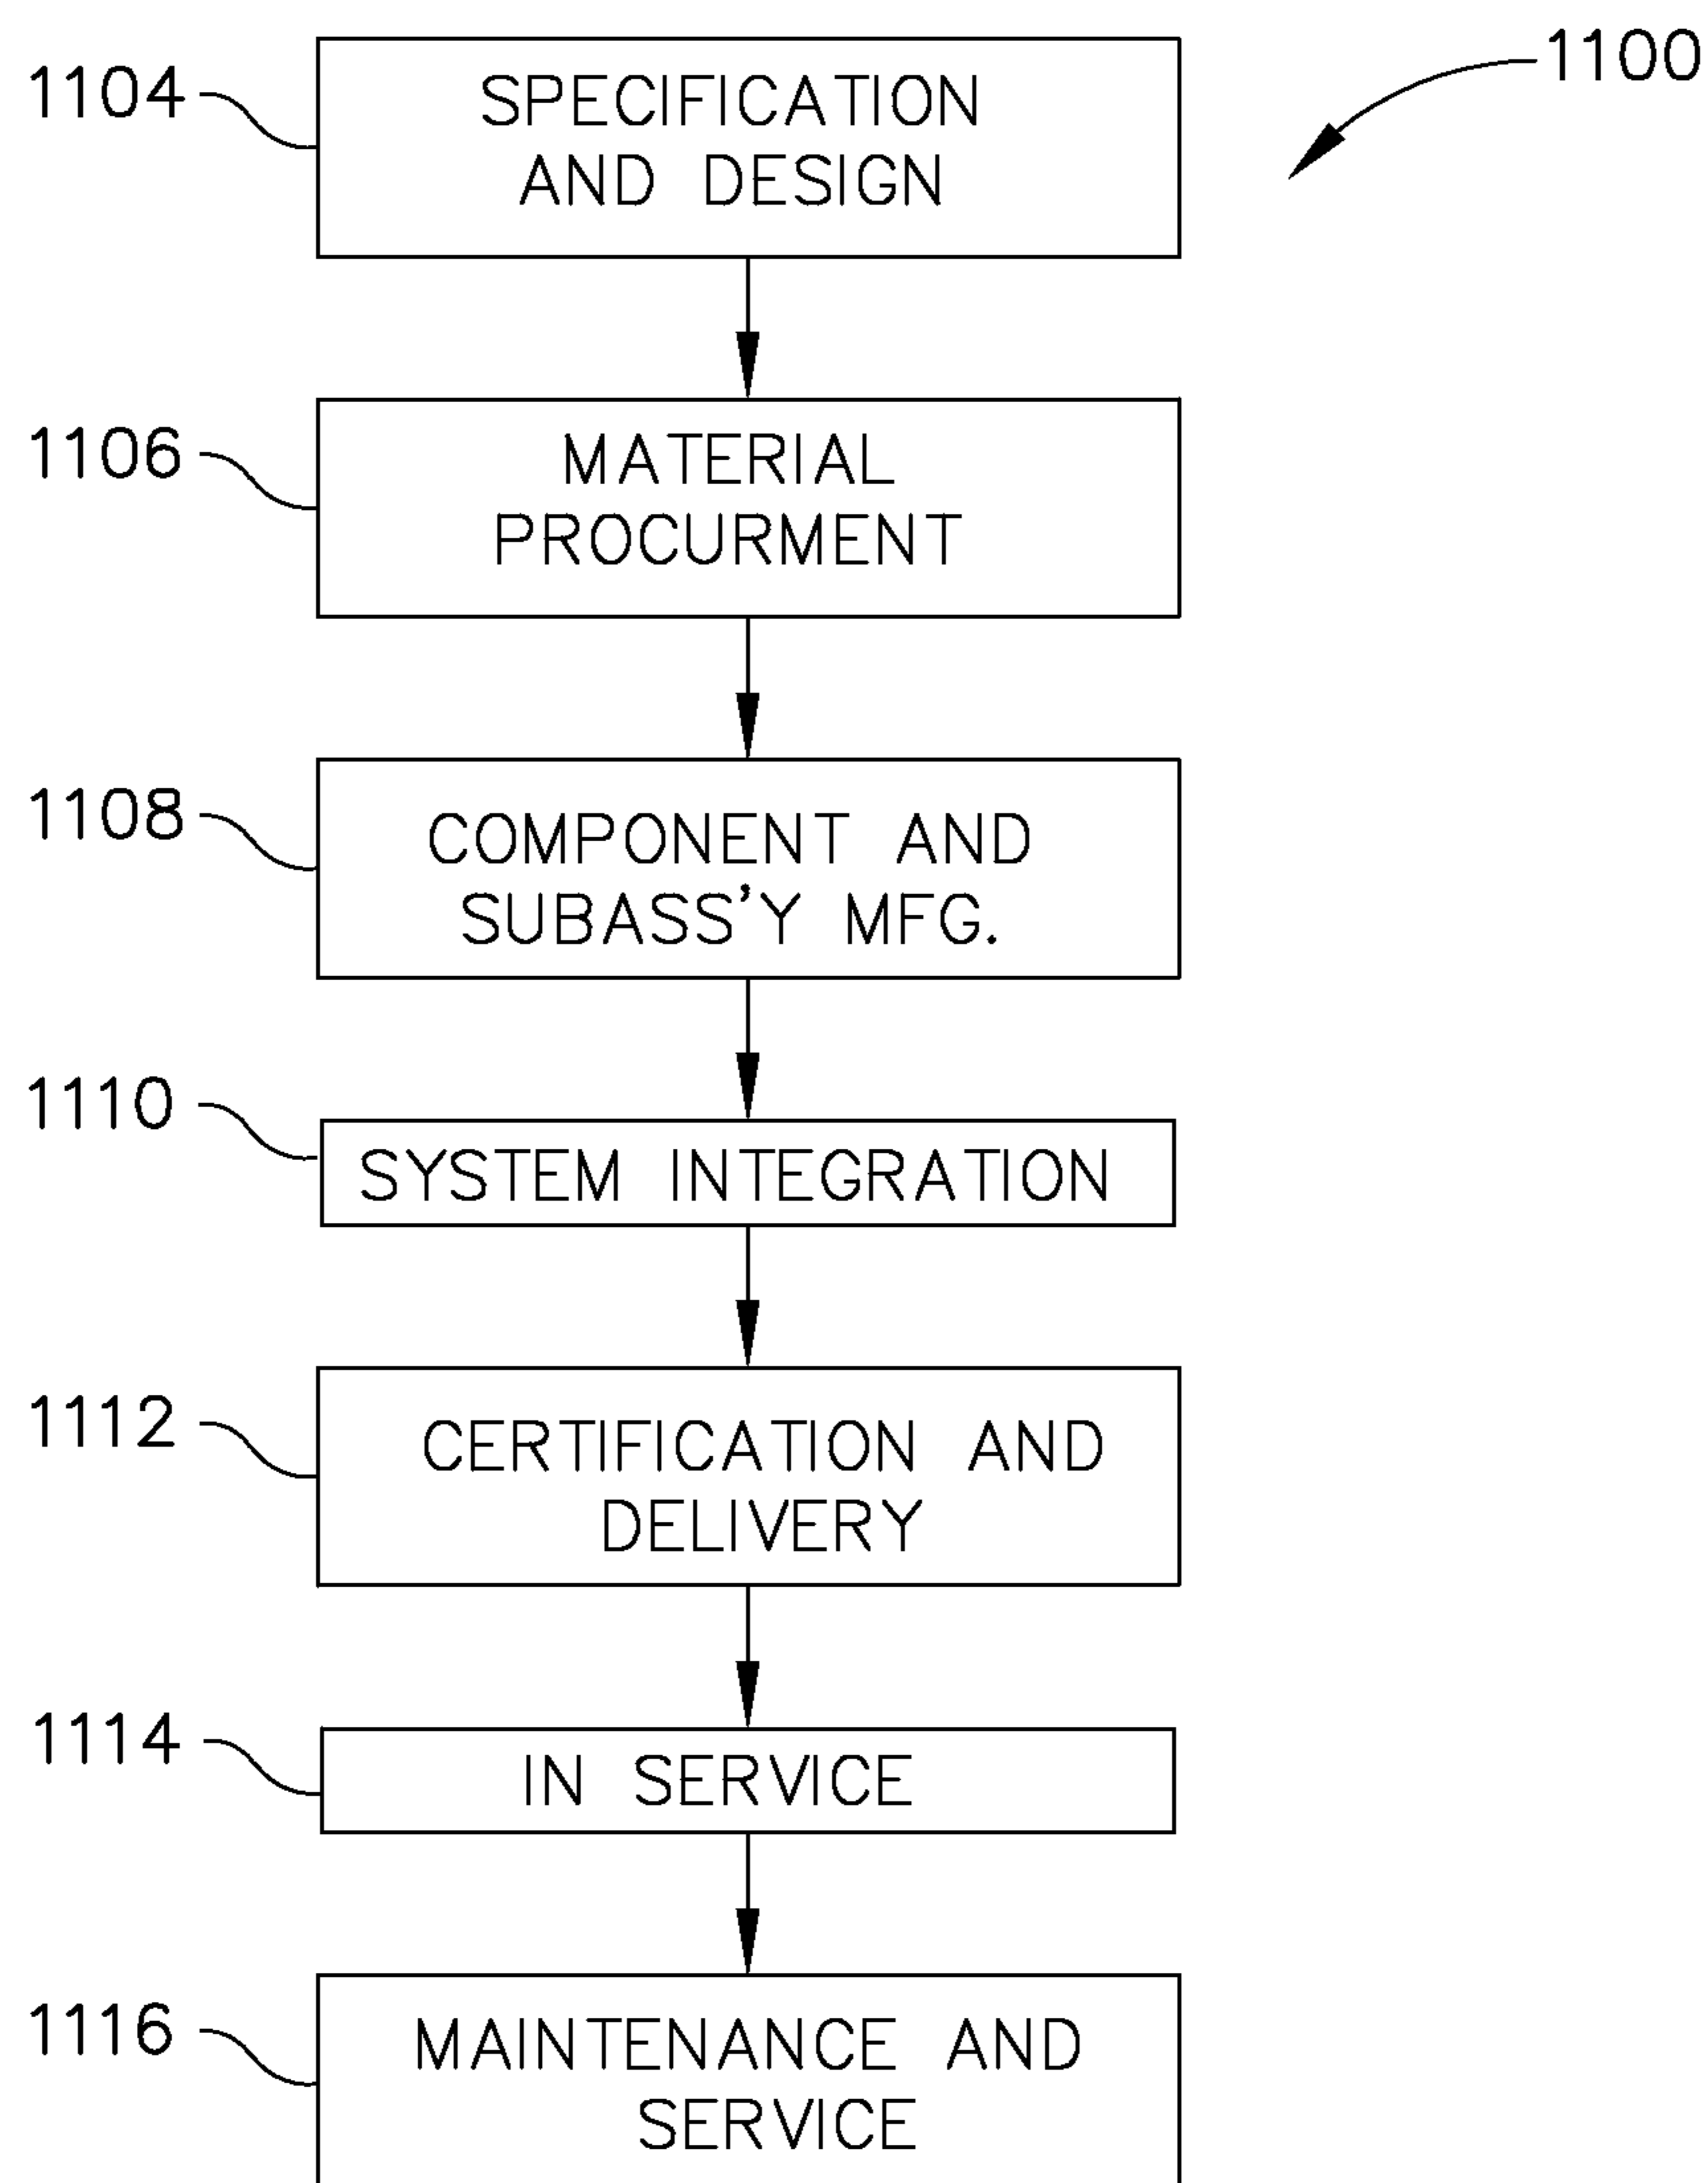 1100
1104
SPECIFICATION
AND DESIGN
1106
MATERIAL
PROCURMENT
1108
COMPONENT AND
SUBASS'Y MFG.
1110
SYSTEM INTEGRATION
1112
CERTIFICATION AND
DELIVERY
1114
IN SERVICE
1116
MAINTENANCE AND
SERVICE